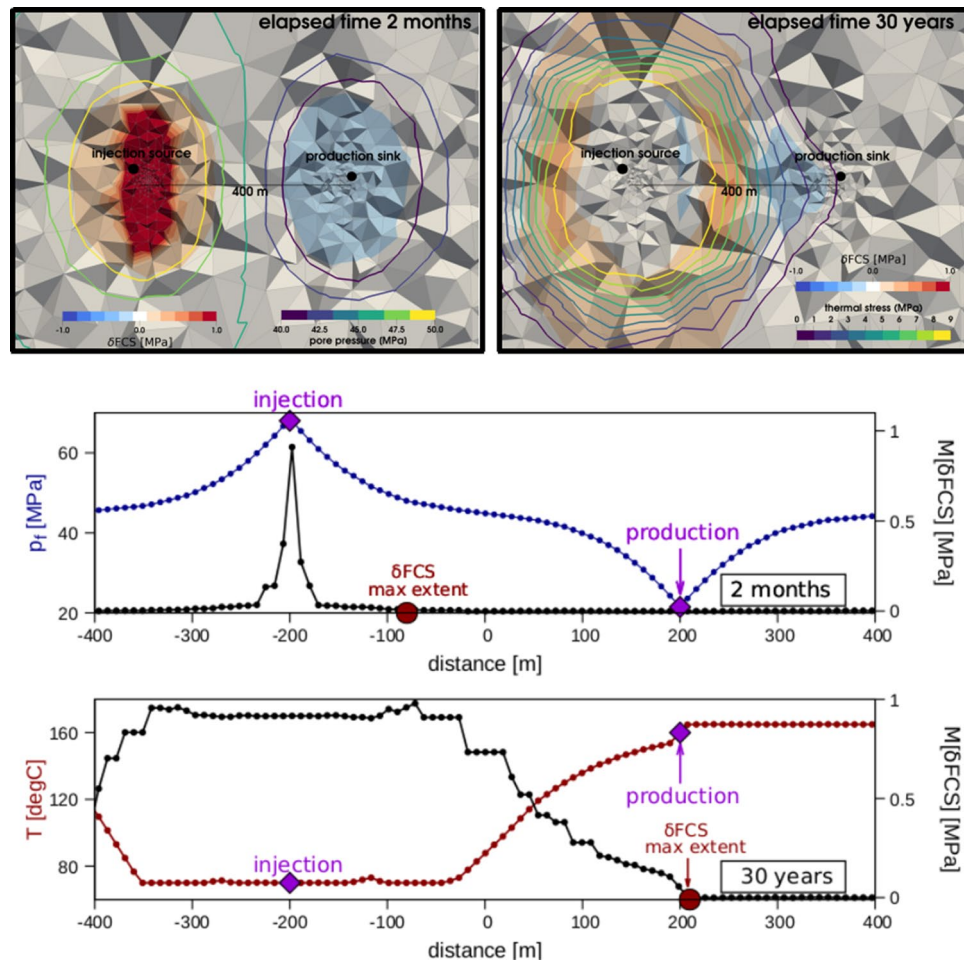 elapsed time 2 months
injection source
production sink
400 m
-1.0 0.0 1.0
δFCS [MPa]
40.0 42.5 45.0 47.5 50.0
pore pressure (MPa)
elapsed time 30 years
injection source
production sink
400 m
δFCS [MPa]
-1.0 0.0 1.0
thermal stress (MPa)
0 1 2 3 4 5 6 7 8 9
injection
production
δFCS
max extent
2 months
pf [MPa]
60
40
20
M[δFCS] [MPa]
1
0.5
0
-400 -300 -200 -100 0 100 200 300 400
distance [m]
injection
production
δFCS
max extent
30 years
T [degC]
160
120
80
M[δFCS] [MPa]
1
0.5
0
-400 -300 -200 -100 0 100 200 300 400
distance [m]